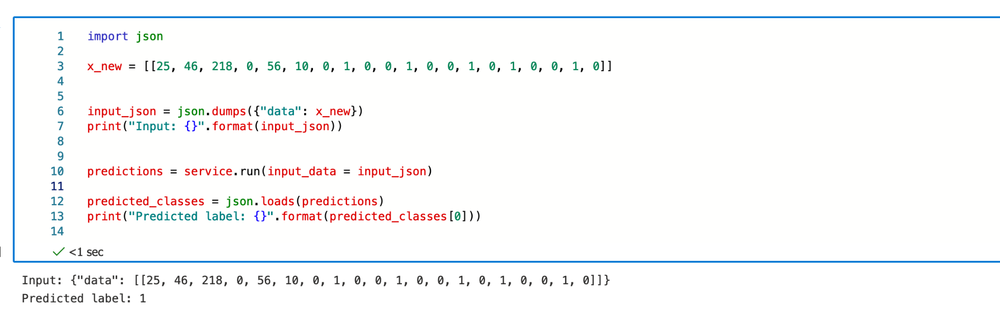 1 import json
2
3 x_new = [[25, 46, 218, 0, 56, 10, 0, 1, 0, 0, 1, 0, 0, 1, 0, 1, 0, 0, 1, 0]]
4
5
6 input_json = json.dumps({"data": x_new})
7 print("Input: {}".format(input_json))
8
9
10 predictions = service.run(input_data = input_json)
11
12 predicted_classes = json.loads(predictions)
13 print("Predicted label: {}".format(predicted_classes[0]))
14
<1 sec
Input: {"data": [[25, 46, 218, 0, 56, 10, 0, 1, 0, 0, 1, 0, 0, 1, 0, 1, 0, 0, 1, 0]]}
Predicted label: 1